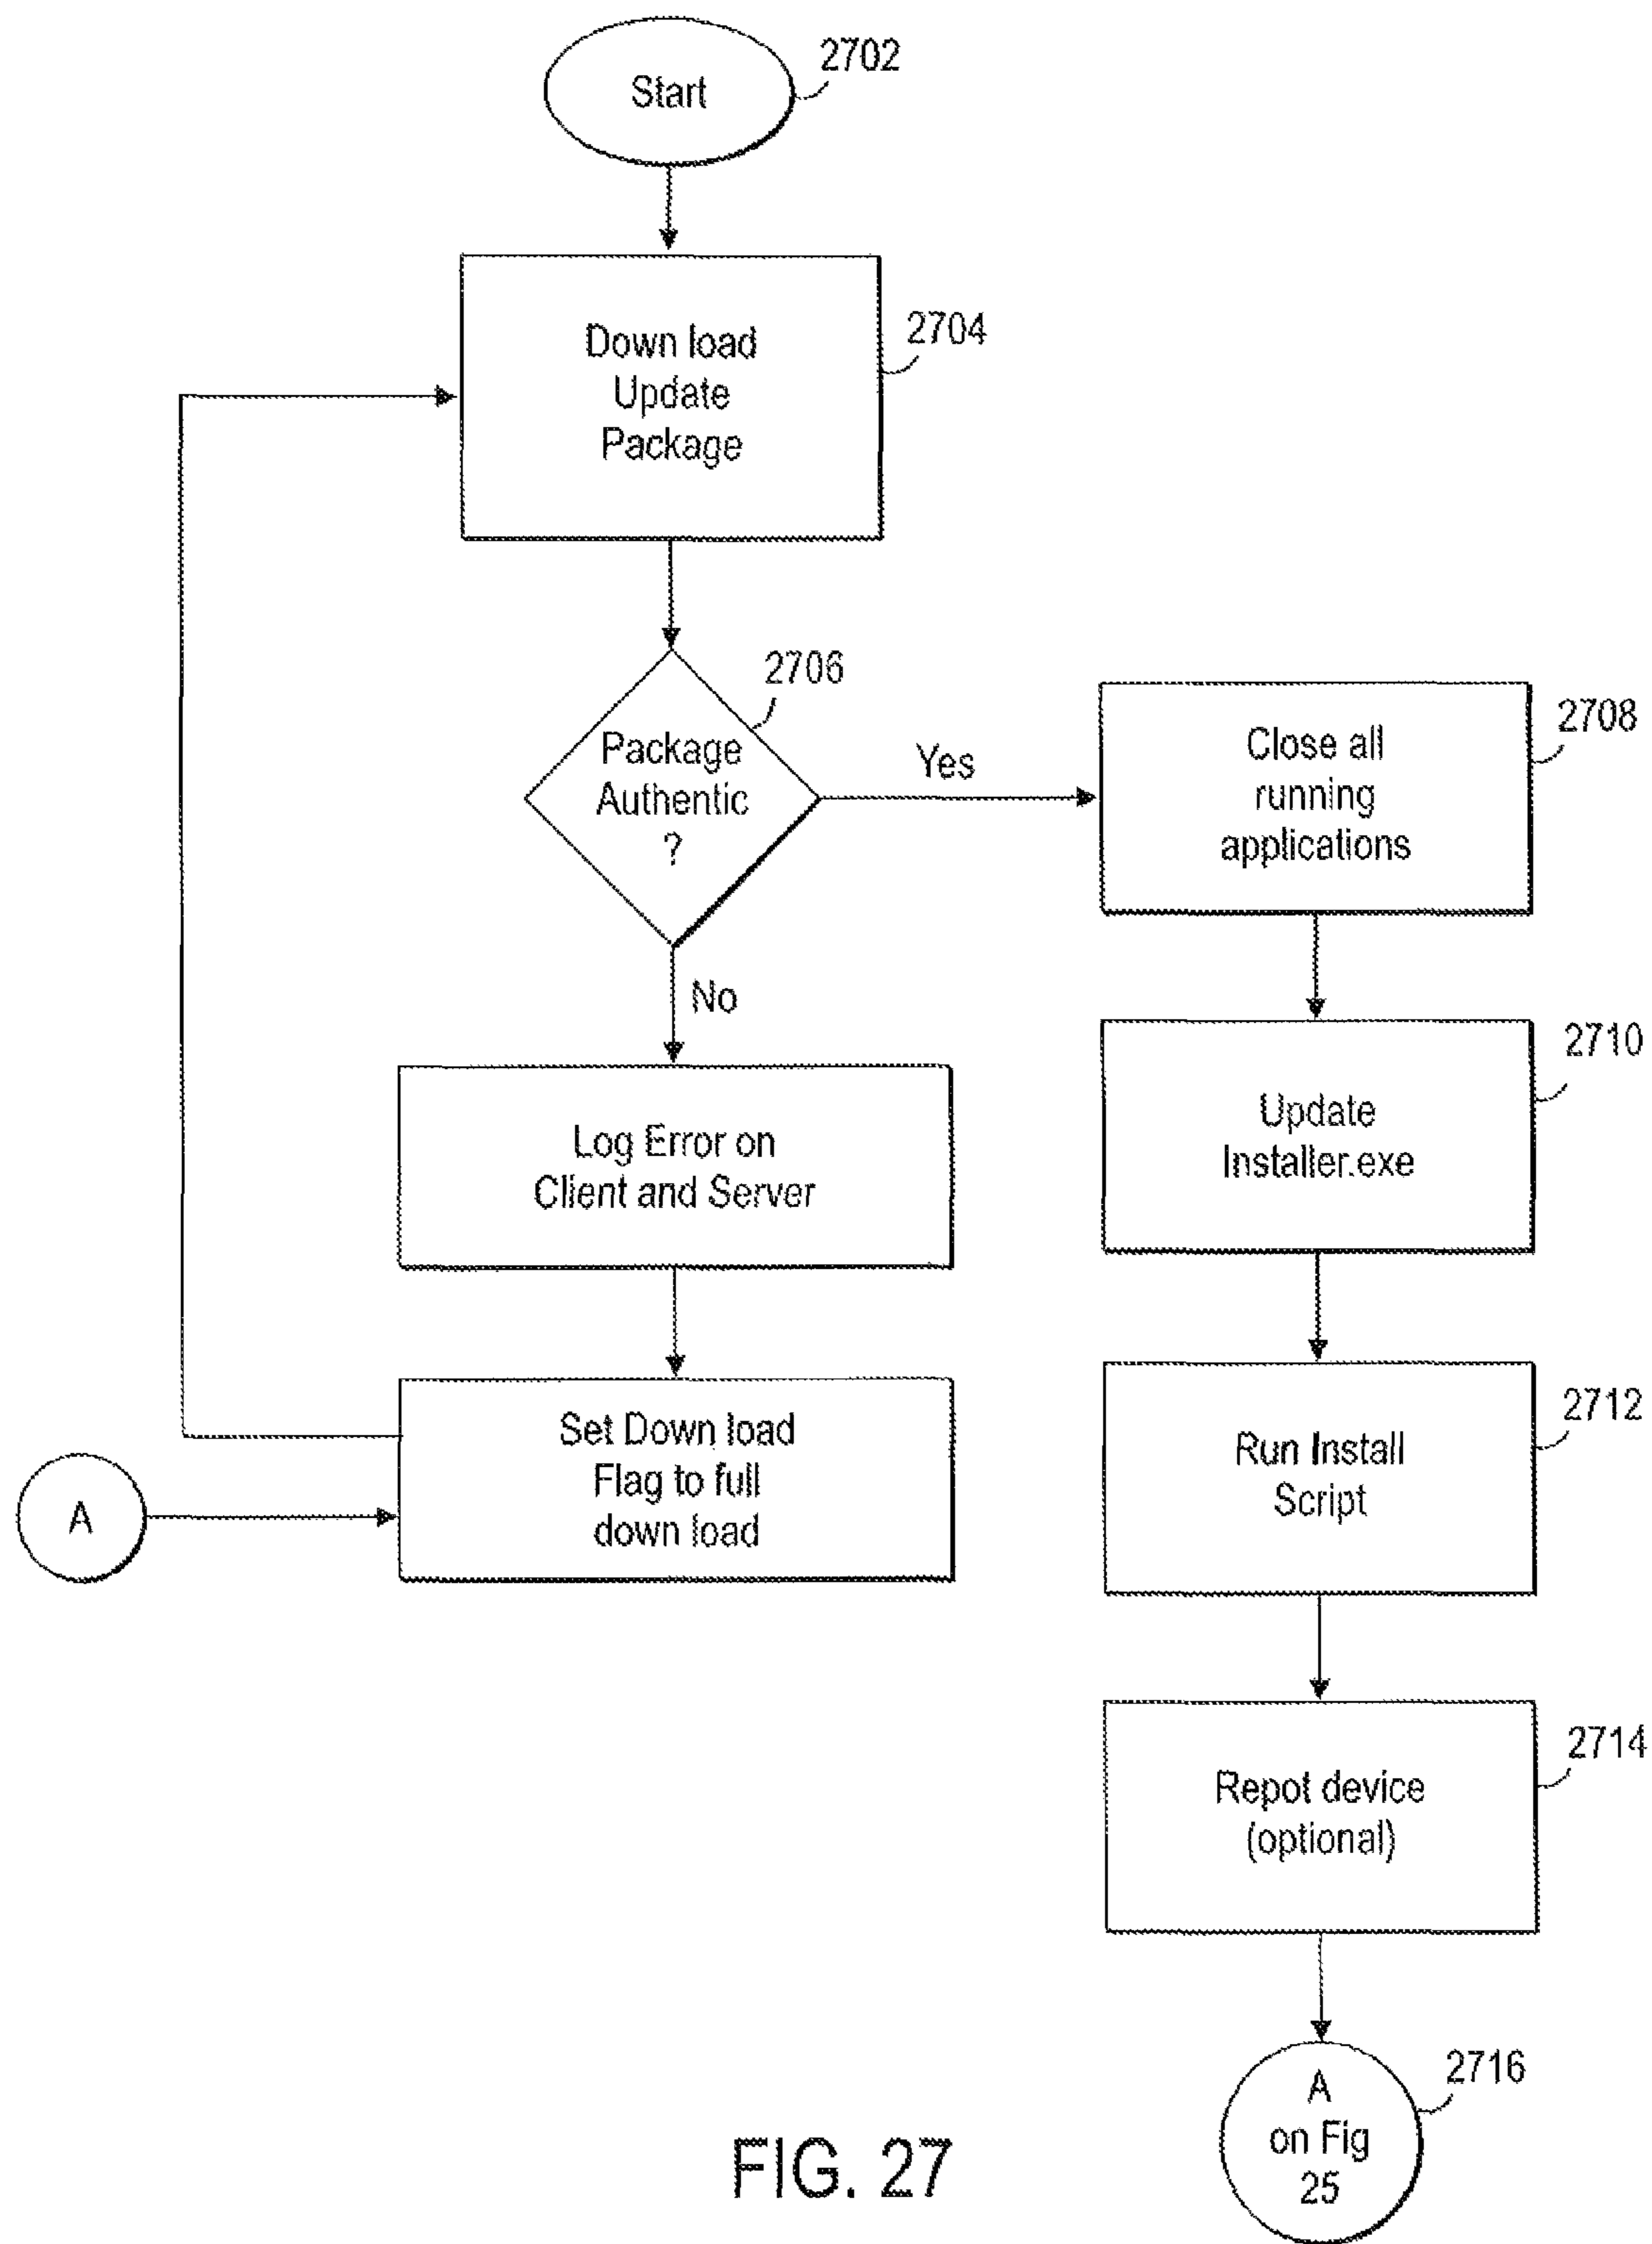 Start
2702
Down load
Update
Package
2704
Package
Authentic
?
2706
Yes
No
Close all
running
applications
2708
Log Error on
Client and Server
Update
Installer.exe
2710
Set Down load
Flag to full
down load
A
Run Install
Script
2712
Repot device
(optional)
2714
A
on Fig
25
2716
FIG. 27